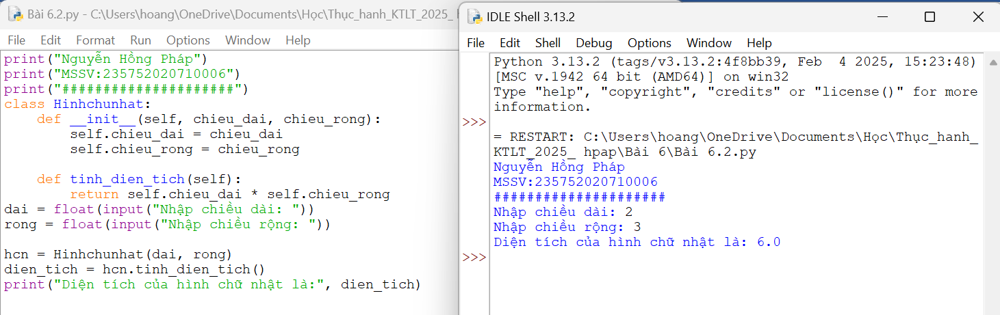 Bài 6.2.py - C:\Users\hoang\OneDrive\Documents\Học\Thục_hanh_KTLT_2025_
File Edit Format Run Options Window Help
print("Nguyễn Hồng Pháp")
print("MSSV:235752020710006")
print("#####################")
class Hinhchunhat:
    def __init__(self, chieu_dai, chieu_rong):
        self.chieu_dai = chieu_dai
        self.chieu_rong = chieu_rong

    def tinh_dien_tich(self):
        return self.chieu_dai * self.chieu_rong
dai = float(input("Nhập chiều dài: "))
rong = float(input("Nhập chiều rộng: "))

hcn = Hinhchunhat(dai, rong)
dien_tich = hcn.tinh_dien_tich()
print("Diện tích của hình chữ nhật là:", dien_tich)
IDLE Shell 3.13.2
File Edit Shell Debug Options Window Help
Python 3.13.2 (tags/v3.13.2:4f8bb39, Feb  4 2025, 15:23:48)
[MSC v.1942 64 bit (AMD64)] on win32
Type "help", "copyright", "credits" or "license()" for more
information.
>>>
= RESTART: C:\Users\hoang\OneDrive\Documents\Học\Thục_hanh_
KTLT_2025_ hpap\Bài 6\Bài 6.2.py
Nguyễn Hồng Pháp
MSSV:235752020710006
#####################
Nhập chiều dài: 2
Nhập chiều rộng: 3
Diện tích của hình chữ nhật là: 6.0
>>>